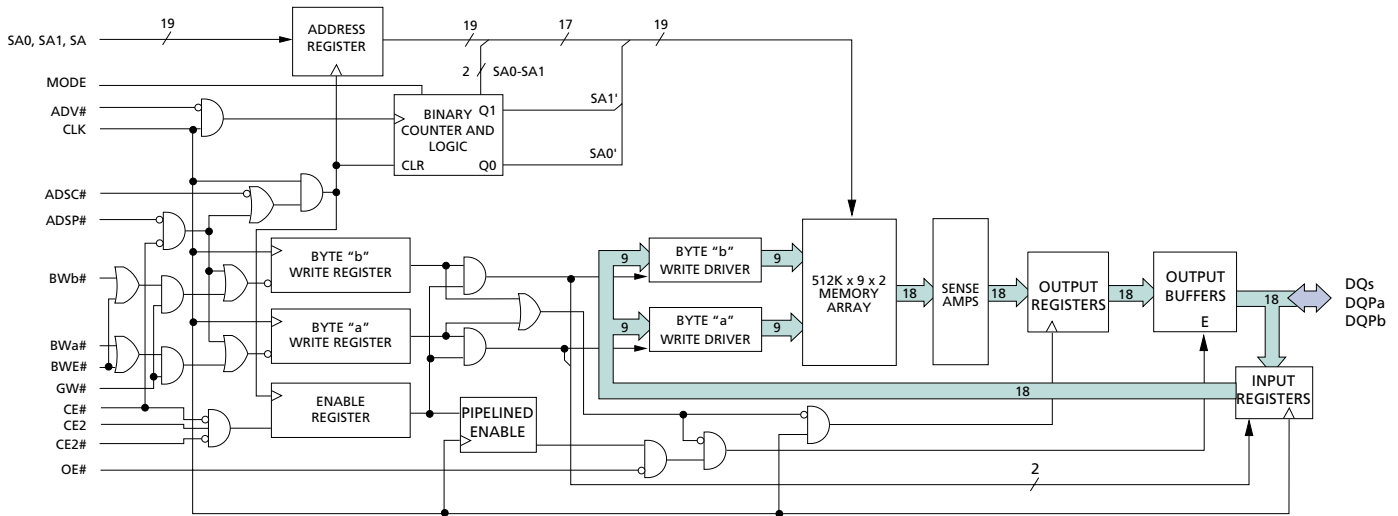 SA0, SA1, SA
19
ADDRESS
REGISTER
19
17
19
2
SA0-SA1
MODE
ADV#
CLK
BINARY
COUNTER AND
LOGIC
Q1
CLR
Q0
SA1'
SA0'
ADSC#
ADSP#
BWb#
BWa#
BWE#
GW#
CE#
CE2
CE2#
OE#
BYTE “b”
WRITE REGISTER
BYTE “a”
WRITE REGISTER
ENABLE
REGISTER
PIPELINED
ENABLE
9
BYTE “b”
WRITE DRIVER
9
9
BYTE “a”
WRITE DRIVER
9
512K x 9 x 2
MEMORY
ARRAY
18
SENSE
AMPS
18
OUTPUT
REGISTERS
18
OUTPUT
BUFFERS
E
18
DQs
DQPa
DQPb
INPUT
REGISTERS
18
2